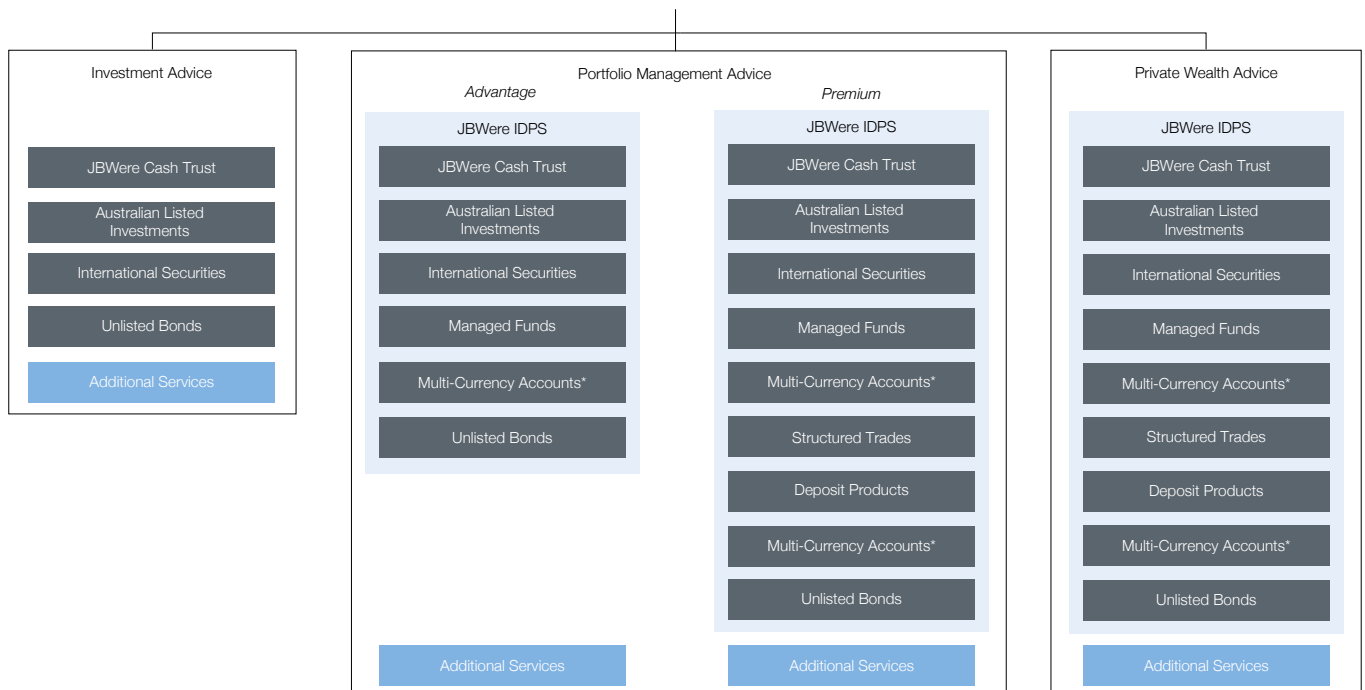 Investment Advice
JBWere Cash Trust
Australian Listed
Investments
International Securities
Unlisted Bonds
Additional Services
Portfolio Management Advice
Advantage
JBWere IDPS
JBWere Cash Trust
Australian Listed
Investments
International Securities
Managed Funds
Multi-Currency Accounts*
Unlisted Bonds
Additional Services
Premium
JBWere IDPS
JBWere Cash Trust
Australian Listed
Investments
International Securities
Managed Funds
Multi-Currency Accounts*
Structured Trades
Deposit Products
Multi-Currency Accounts*
Unlisted Bonds
Additional Services
Private Wealth Advice
JBWere IDPS
JBWere Cash Trust
Australian Listed
Investments
International Securities
Managed Funds
Multi-Currency Accounts*
Structured Trades
Deposit Products
Multi-Currency Accounts*
Unlisted Bonds
Additional Services